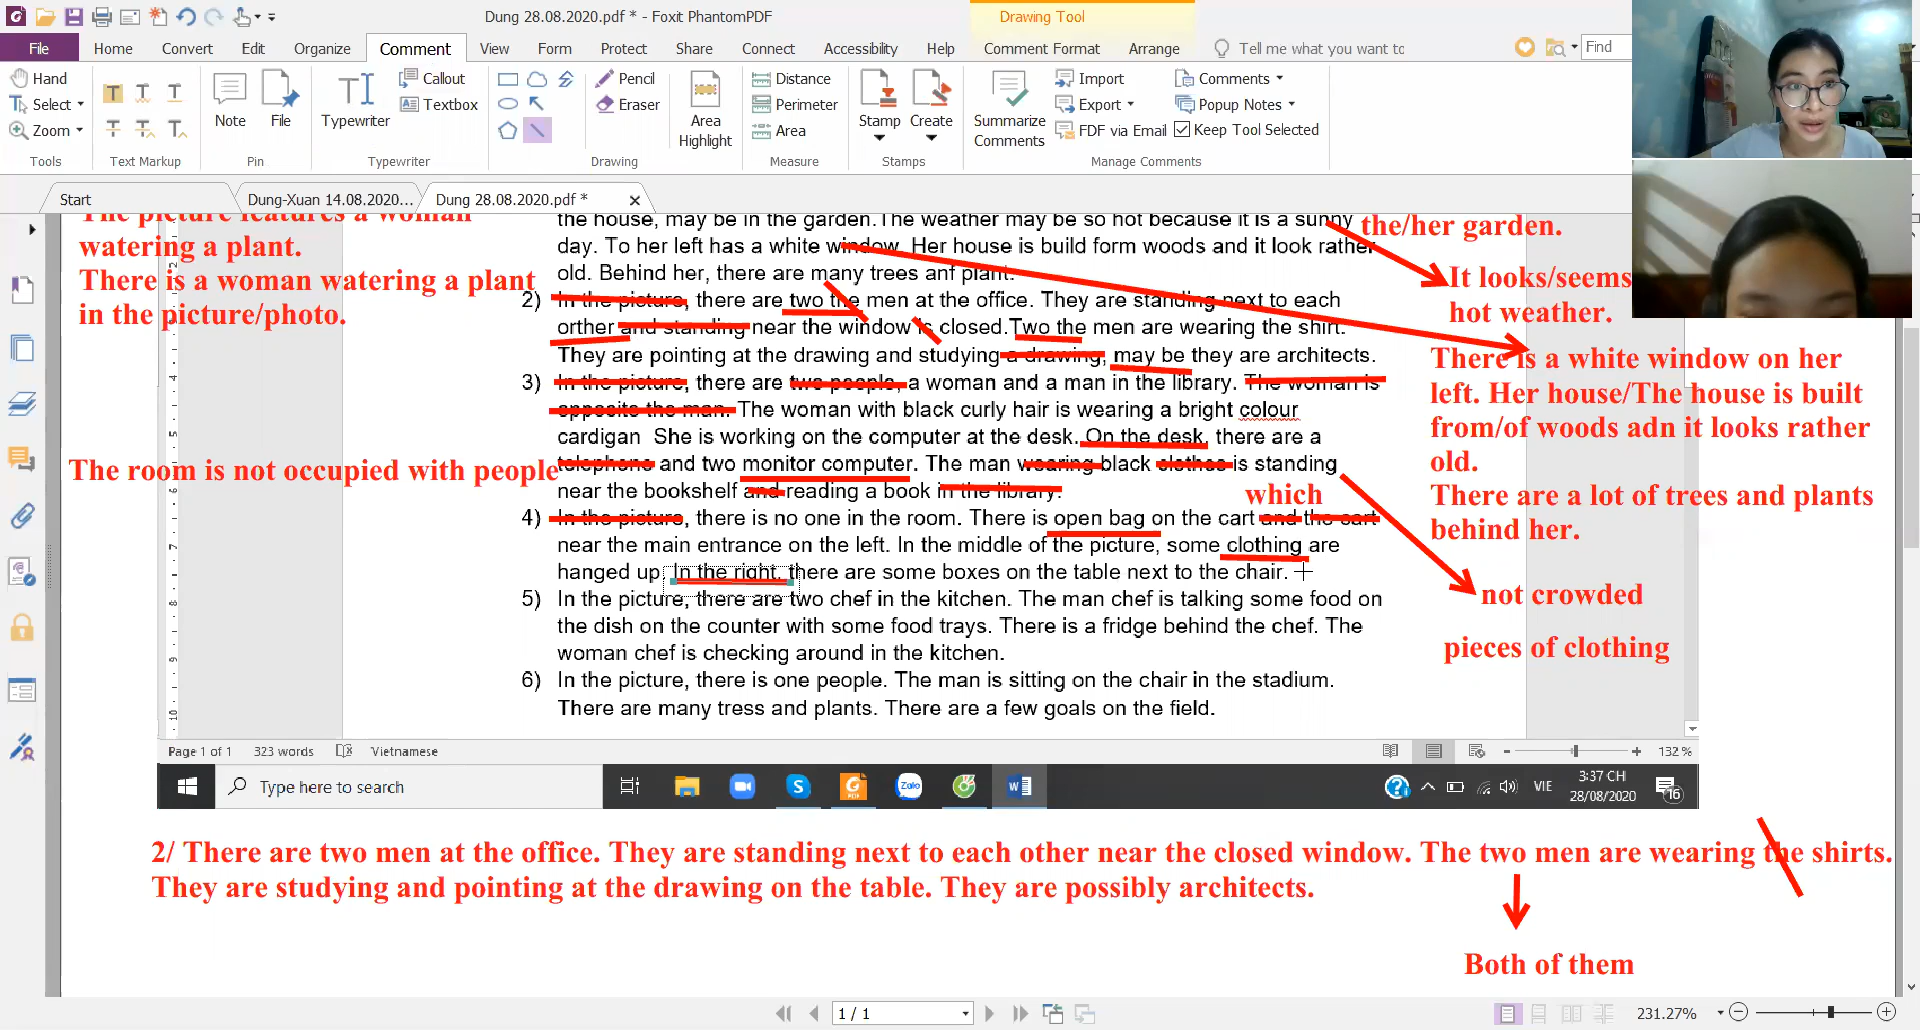 Dung 28.08.2020.pdf * - Foxit PhantomPDF
Drawing Tool
File Home Convert Edit Organize Comment View Form Protect Share Connect Accessibility Help Comment Format Arrange Tell me what you want to Find
Hand
Select
Zoom
Tools
Text Markup
Note
File
Pin
Typewriter
Callout
Textbox
Typewriter
Pencil
Eraser
Drawing
Area
Highlight
Distance
Perimeter
Area
Measure
Stamp
Create
Stamps
Summarize
Comments
Import
Export
FDF via Email
Comments
Popup Notes
Keep Tool Selected
Manage Comments
Start
Dung-Xuan 14.08.2020...
Dung 28.08.2020.pdf *
The picture features a woman
watering a plant.
There is a woman watering a plant
in the picture/photo.
The room is not occupied with people
the house, may be in the garden.The weather may be so hot because it is a sunny
day. To her left has a white window. Her house is build form woods and it look rather
old. Behind her, there are many trees anf plant.
2) In the picture, there are two the men at the office. They are standing next to each
orther and standing near the window is closed.Two the men are wearing the shirt.
They are pointing at the drawing and studying a drawing, may be they are architects.
3) In the picture, there are two people, a woman and a man in the library. The woman is
opposite the man. The woman with black curly hair is wearing a bright colour
cardigan She is working on the computer at the desk. On the desk, there are a
telephone and two monitor computer. The man wearing black clothes is standing
near the bookshelf and reading a book in the library.
which
4) In the picture, there is no one in the room. There is open bag on the cart and the cart
near the main entrance on the left. In the middle of the picture, some clothing are
hanged up. In the right, there are some boxes on the table next to the chair.
5) In the picture, there are two chef in the kitchen. The man chef is talking some food on
the dish on the counter with some food trays. There is a fridge behind the chef. The
woman chef is checking around in the kitchen.
6) In the picture, there is one people. The man is sitting on the chair in the stadium.
There are many tress and plants. There are a few goals on the field.
the/her garden.
It looks/seems
hot weather.
There is a white window on her
left. Her house/The house is built
from/of woods adn it looks rather
old.
There are a lot of trees and plants
behind her.
not crowded
pieces of clothing
2
4
5
6
7
8
9
10
Page 1 of 1 323 words Vietnamese 132 %
Type here to search
Zalo
VIE
3:37 CH
28/08/2020
16
2/ There are two men at the office. They are standing next to each other near the closed window. The two men are wearing the shirts.
They are studying and pointing at the drawing on the table. They are possibly architects.
Both of them
1 / 1
231.27%